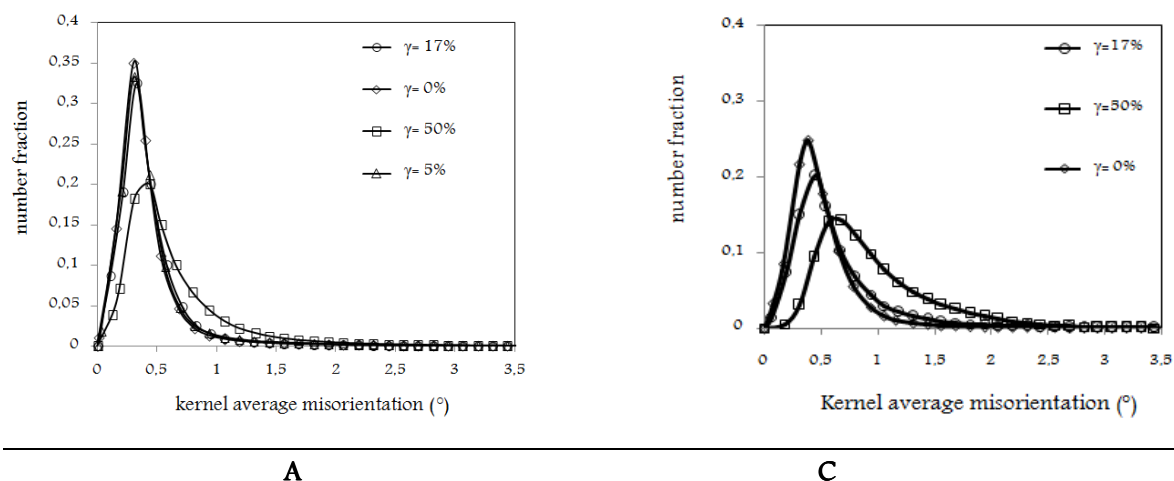 0,4
0,35
0,3
0,25
0,2
0,15
0,1
0,05
0
number fraction
0 0,5 1 1,5 2 2,5 3 3,5
kernel average misorientation (°)
γ= 17%
γ= 0%
γ= 50%
γ= 5%
A
0,4
0,3
0,2
0,1
0
number fraction
0 0,5 1 1,5 2 2,5 3 3,5
Kernel average misorientation (°)
γ=17%
γ=50%
γ=0%
C